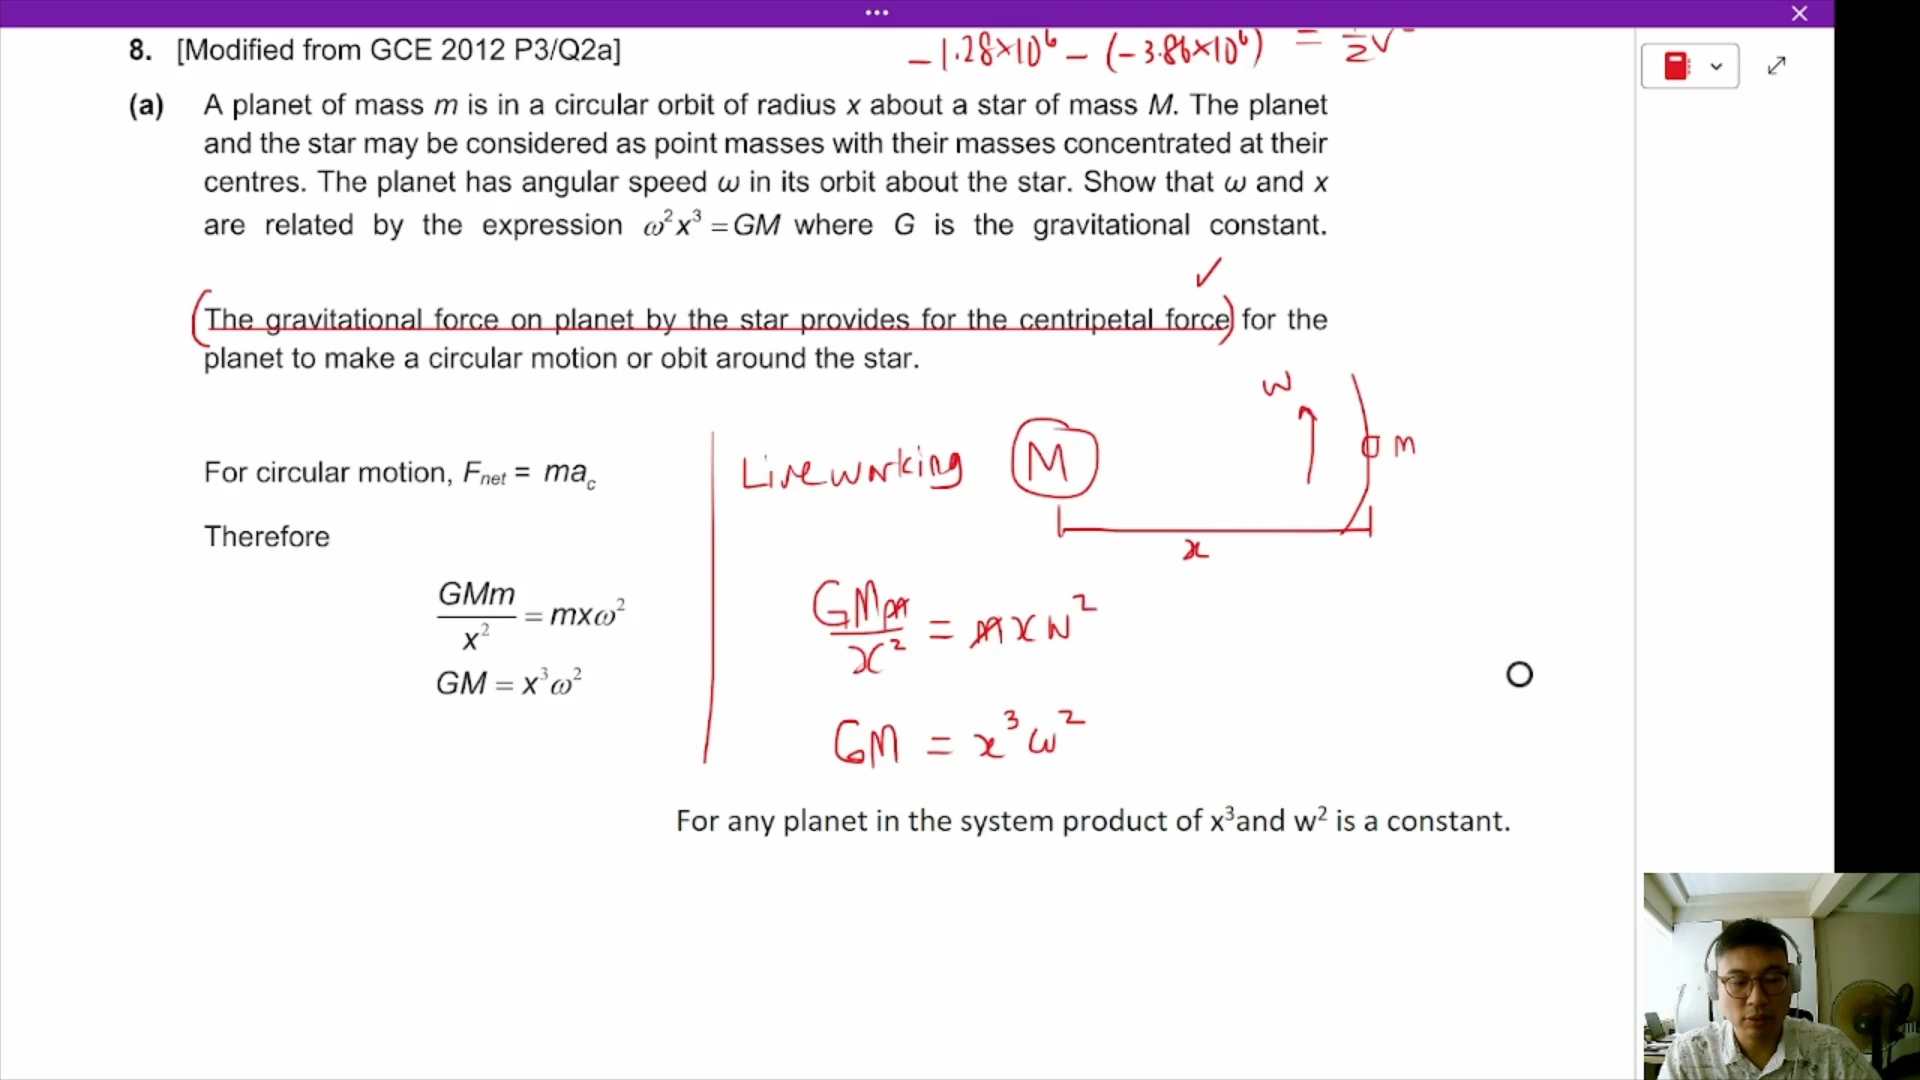 8. [Modified from GCE 2012 P3/Q2a]
-1.28×10⁶ - (-3.86×10⁶) = ½v²
(a) A planet of mass m is in a circular orbit of radius x about a star of mass M. The planet
and the star may be considered as point masses with their masses concentrated at their
centres. The planet has angular speed ω in its orbit about the star. Show that ω and x
are related by the expression ω²x³ = GM where G is the gravitational constant.
✓
(The gravitational force on planet by the star provides for the centripetal force) for the
planet to make a circular motion or obit around the star.
For circular motion, Fnet = mac
Therefore
GMm/x² = mxω²
GM = x³ω²
Live working
M
w
m
x
GMm/x² = mxw²
GM = x³ω²
For any planet in the system product of x³and w² is a constant.